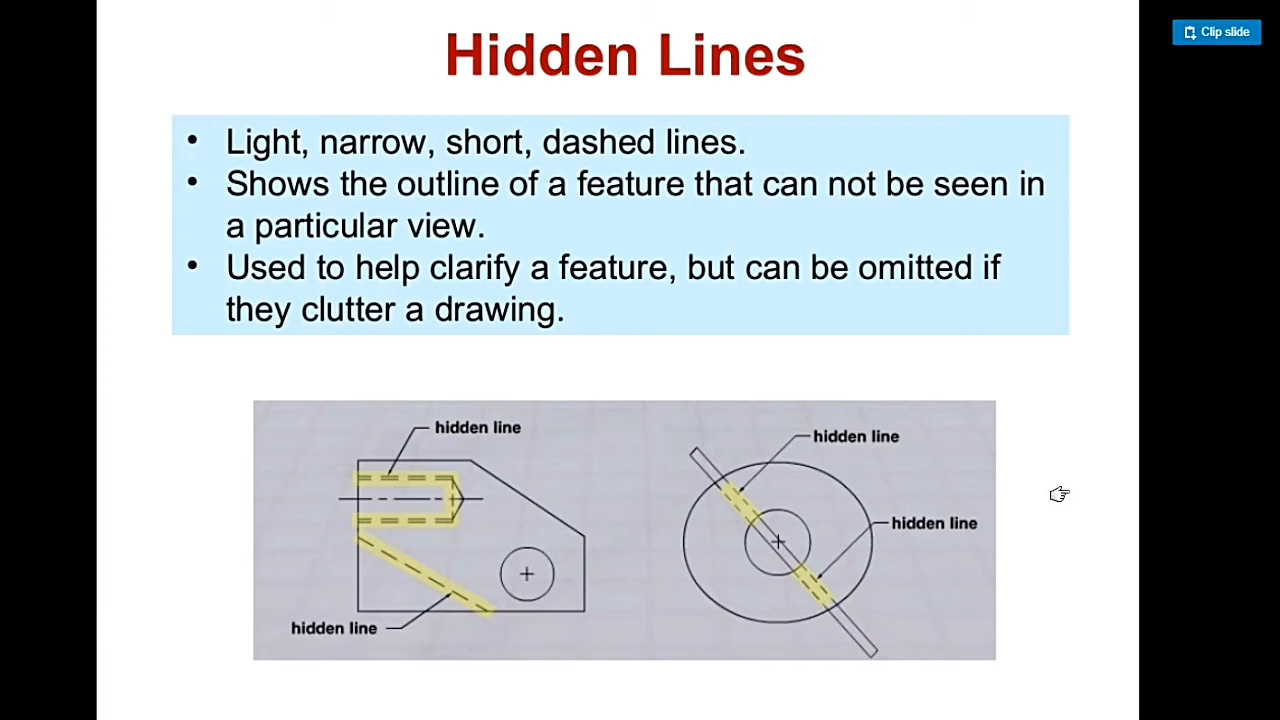 Clip slide
Hidden Lines
• Light, narrow, short, dashed lines.
• Shows the outline of a feature that can not be seen in
a particular view.
• Used to help clarify a feature, but can be omitted if
they clutter a drawing.
hidden line
hidden line
hidden line
hidden line